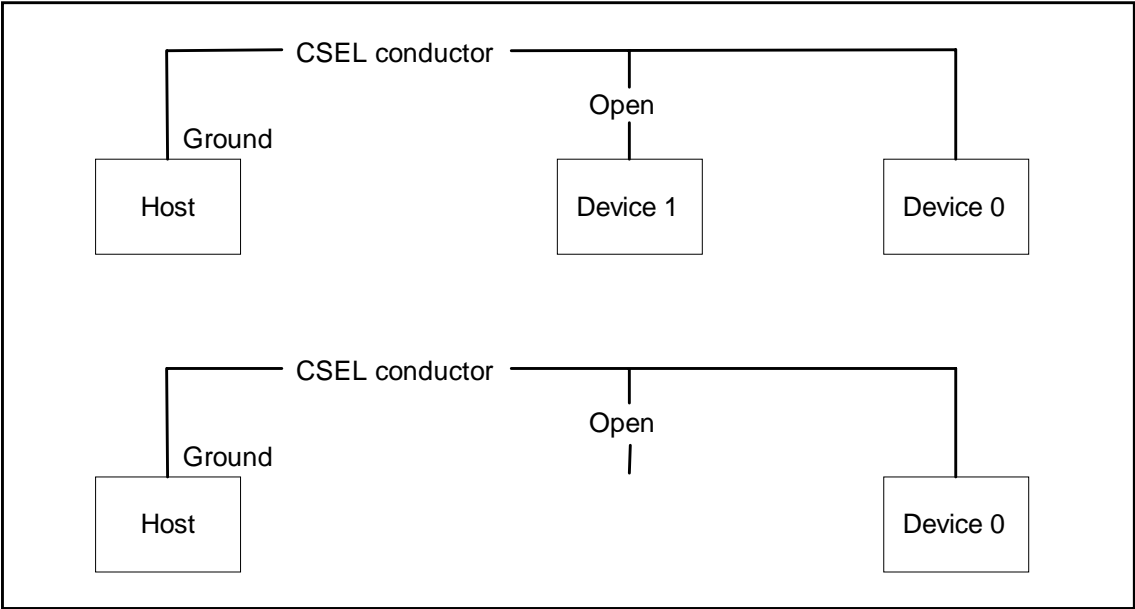 CSEL conductor
Open
Ground
Host
Device 1
Device 0
CSEL conductor
Open
Ground
Host
Device 0